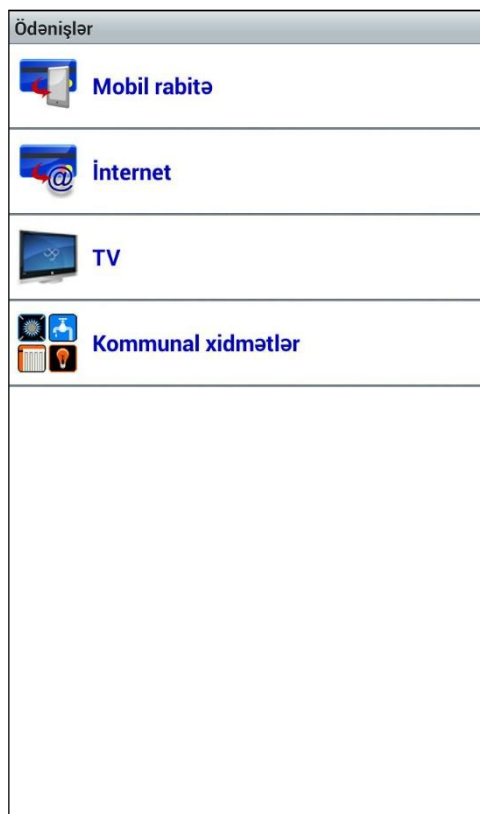 Ödənişlər
Mobil rabitə
İnternet
TV
Kommunal xidmətlər